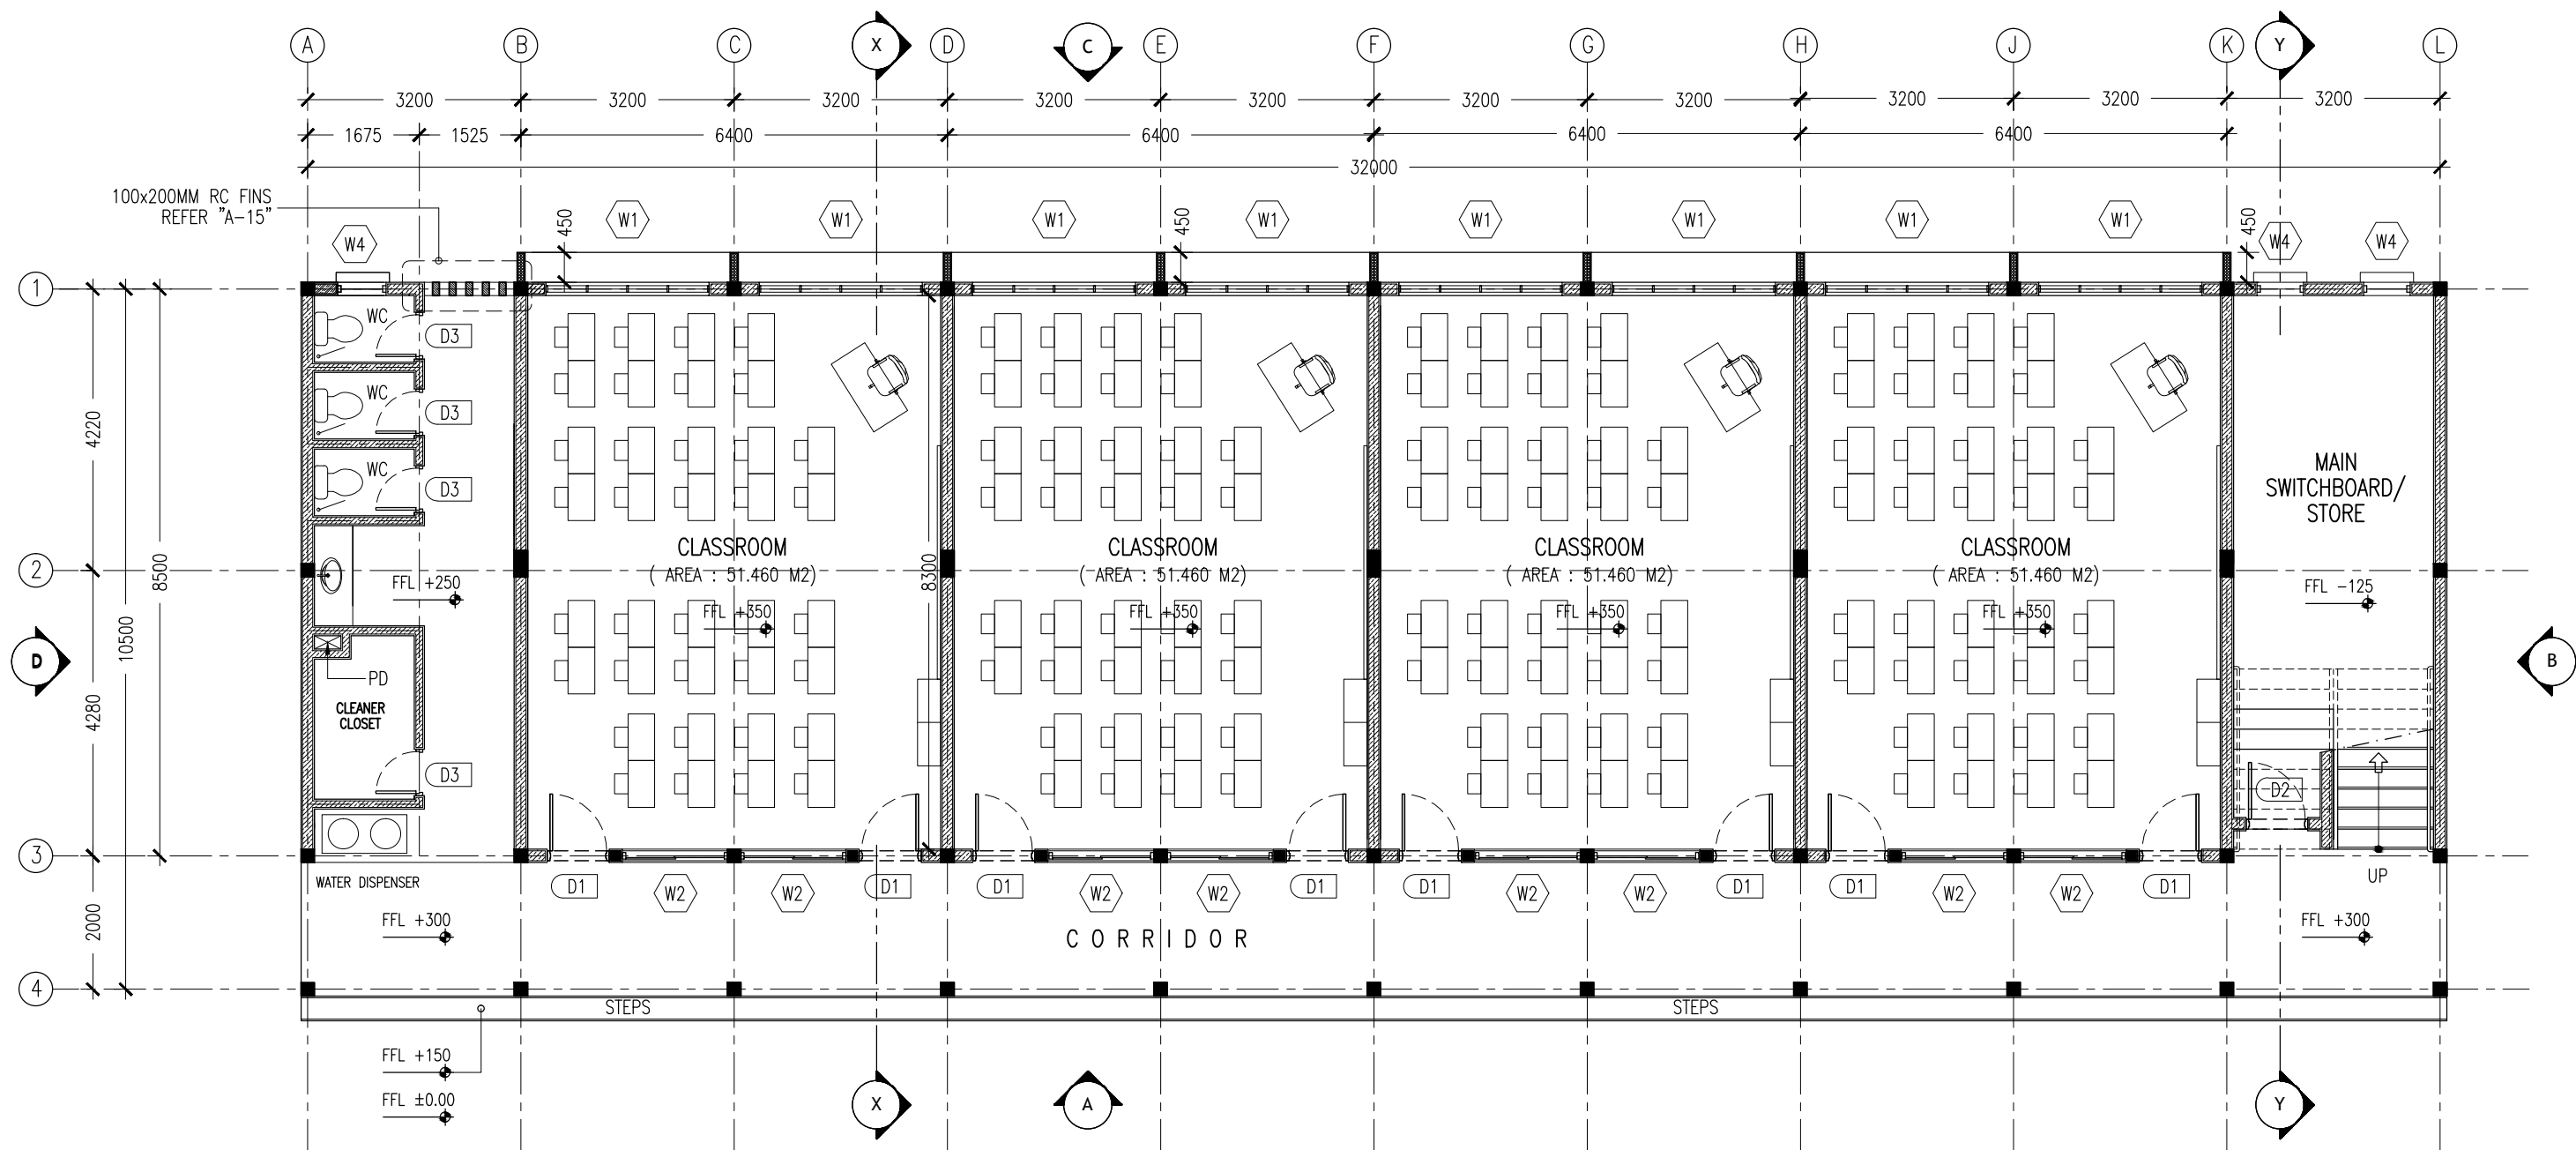 A B C X D C E F G H J K Y L
3200 3200 3200 3200 3200 3200 3200 3200 3200 3200
1675 1525 6400 6400 6400 6400
32000
100x200MM RC FINS
REFER "A-15"
450 450 450
W1 W1 W1 W1 W1 W1 W1 W1
W4 W4 W4
1
WC D3
WC D3
WC D3
4220
8500
10500
4280
2000
8300
MAIN
SWITCHBOARD/
STORE
CLASSROOM CLASSROOM CLASSROOM CLASSROOM
( AREA : 51.460 M2) ( AREA : 51.460 M2) ( AREA : 51.460 M2) ( AREA : 51.460 M2)
2
FFL +250
FFL -125
FFL +350 FFL +350 FFL +350 FFL +350
D
B
PD
CLEANER
CLOSET
D3
D2
3
WATER DISPENSER
UP
D1 W2 W2 D1 D1 W2 W2 D1 D1 W2 W2 D1 D1 W2 W2 D1
FFL +300
FFL +300
CORRIDOR
4
STEPS STEPS
FFL +150
FFL ±0.00
X A Y